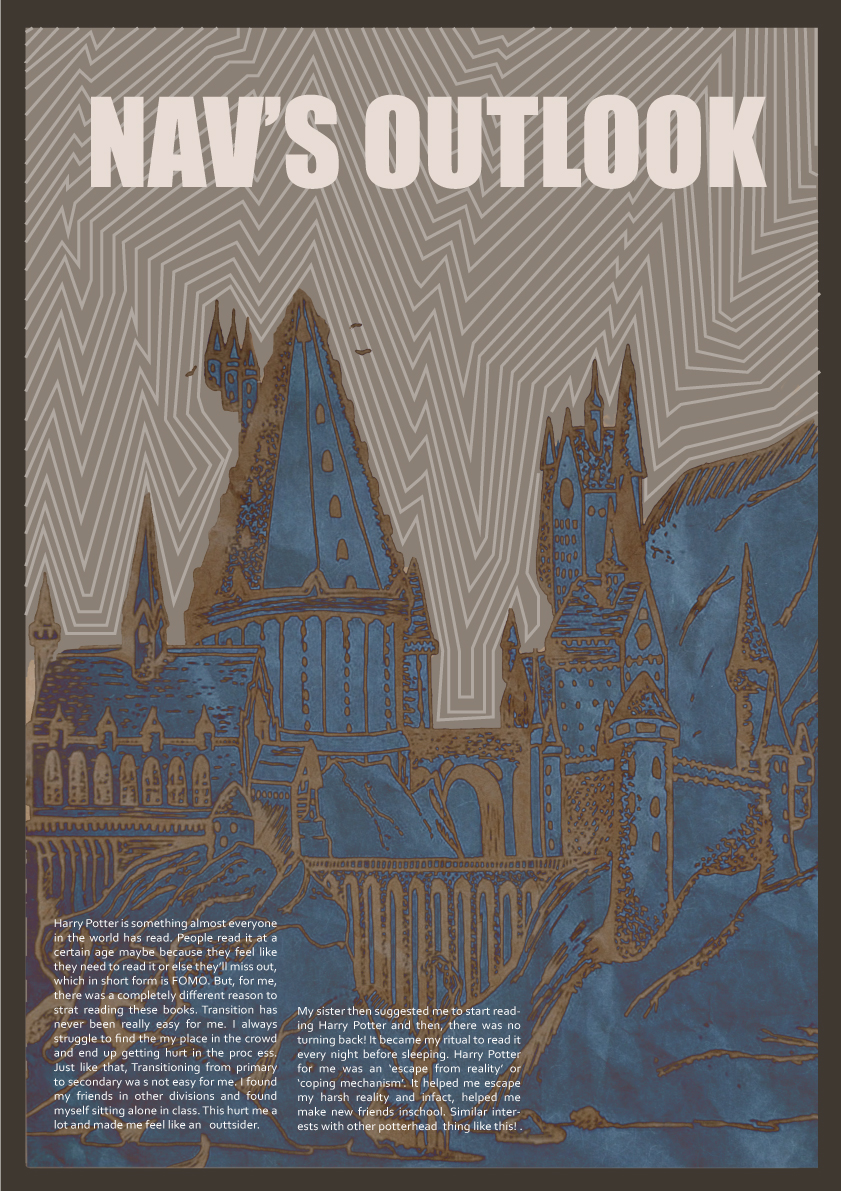 NAV'S OUTLOOK
Harry Potter is something almost everyone
in the world has read. People read it at a
certain age maybe because they feel like
they need to read it or else they'll miss out,
which in short form is FOMO. But, for me,
there was a completely different reason to
strat reading these books. Transition has
never been really easy for me. I always
struggle to find the my place in the crowd
and end up getting hurt in the proc ess.
Just like that, Transitioning from primary
to secondary wa s not easy for me. I found
my friends in other divisions and found
myself sitting alone in class. This hurt me a
lot and made me feel like an outtsider.
My sister then suggested me to start read-
ing Harry Potter and then, there was no
turning back! It became my ritual to read it
every night before sleeping. Harry Potter
for me was an 'escape from reality' or
'coping mechanism'. It helped me escape
my harsh reality and infact, helped me
make new friends inschool. Similar inter-
ests with other potterhead thing like this! .